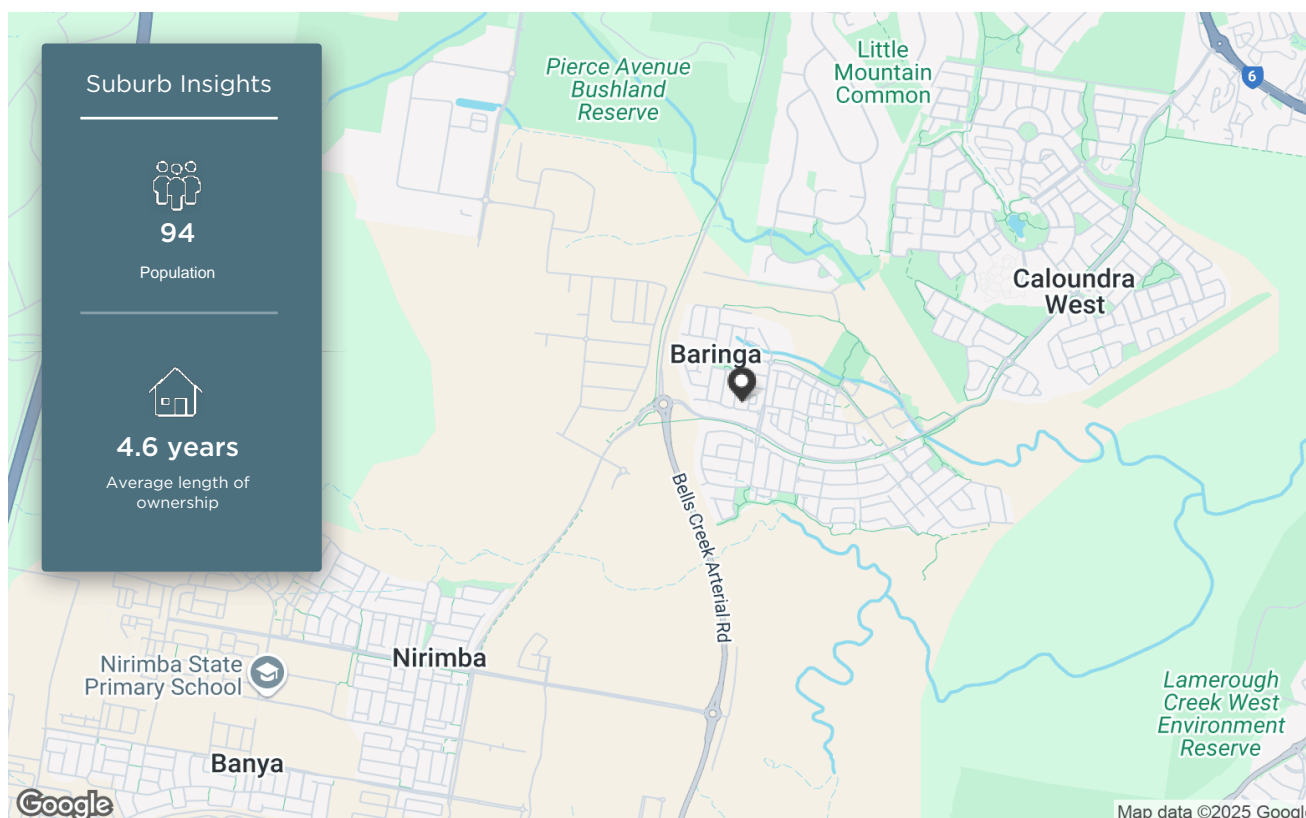 Suburb Insights
94
Population
4.6 years
Average length of
ownership
Pierce Avenue
Bushland
Reserve
Little
Mountain
Common
6
Caloundra
West
Baringa
Bells Creek Arterial Rd
Nirimba
Nirimba State
Primary School
Banya
Lamerough
Creek West
Environment
Reserve
Google
Map data ©2025 Google